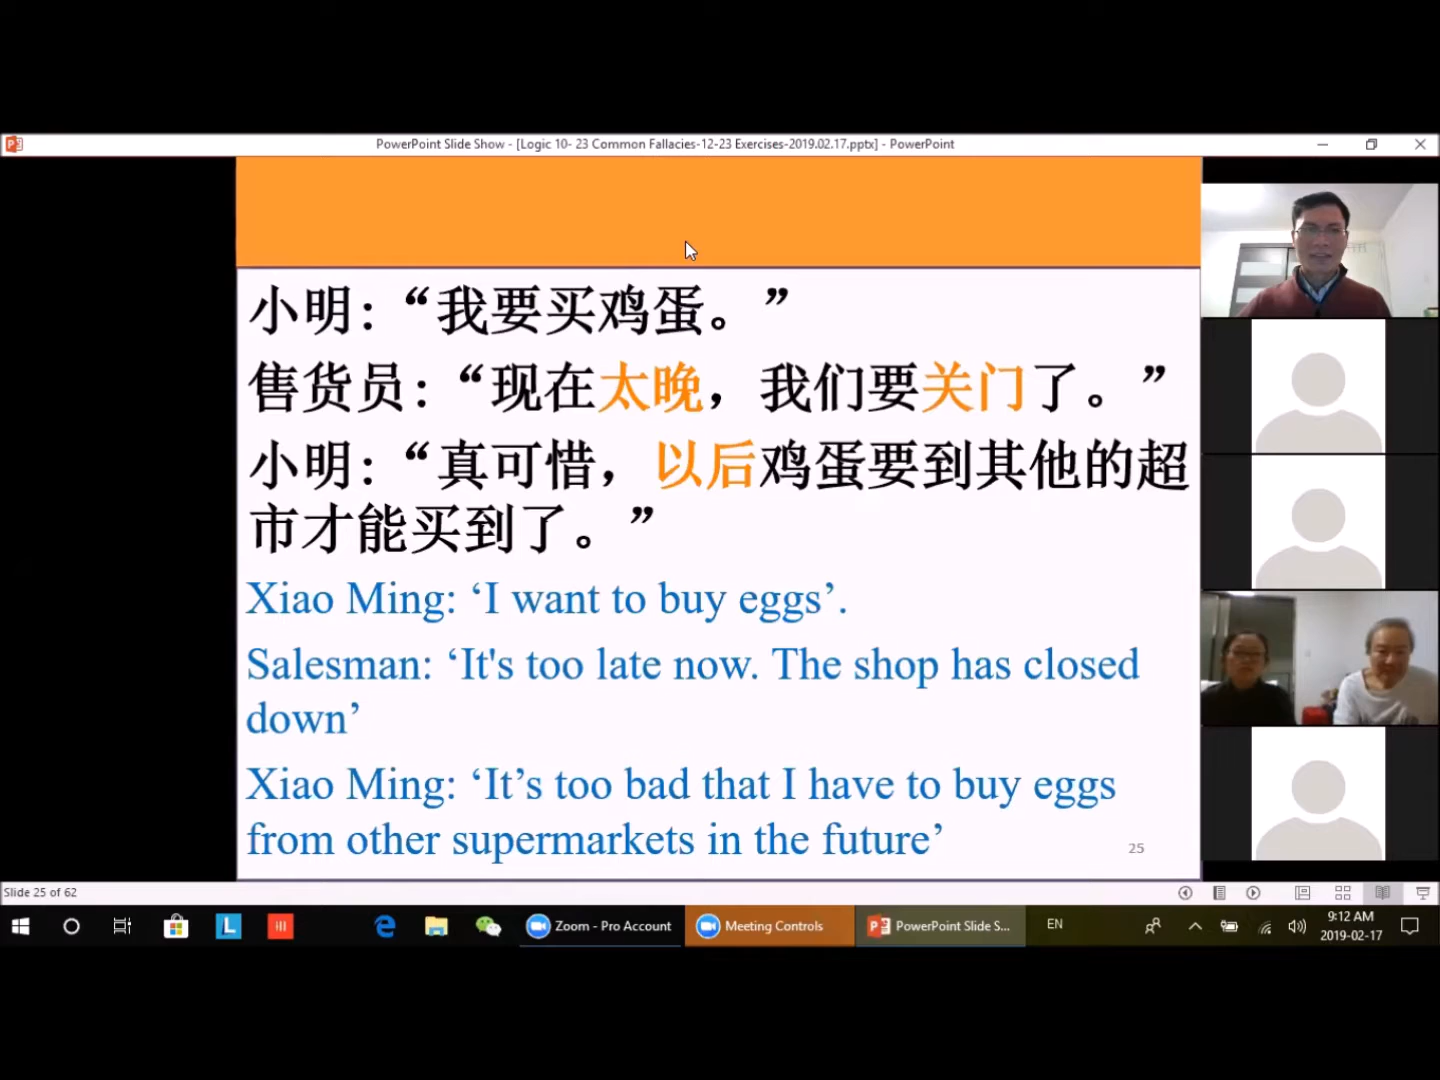 PowerPoint Slide Show - [Logic 10- 23 Common Fallacies-12-23 Exercises-2019.02.17.pptx] - PowerPoint
小明：“我要买鸡蛋。”
售货员：“现在太晚，我们要关门了。”
小明：“真可惜，以后鸡蛋要到其他的超
市才能买到了。”
Xiao Ming: ‘I want to buy eggs’.
Salesman: ‘It's too late now. The shop has closed
down’
Xiao Ming: ‘It’s too bad that I have to buy eggs
from other supermarkets in the future’
25
Slide 25 of 62
Zoom - Pro Account
Meeting Controls
PowerPoint Slide S...
EN
9:12 AM
2019-02-17